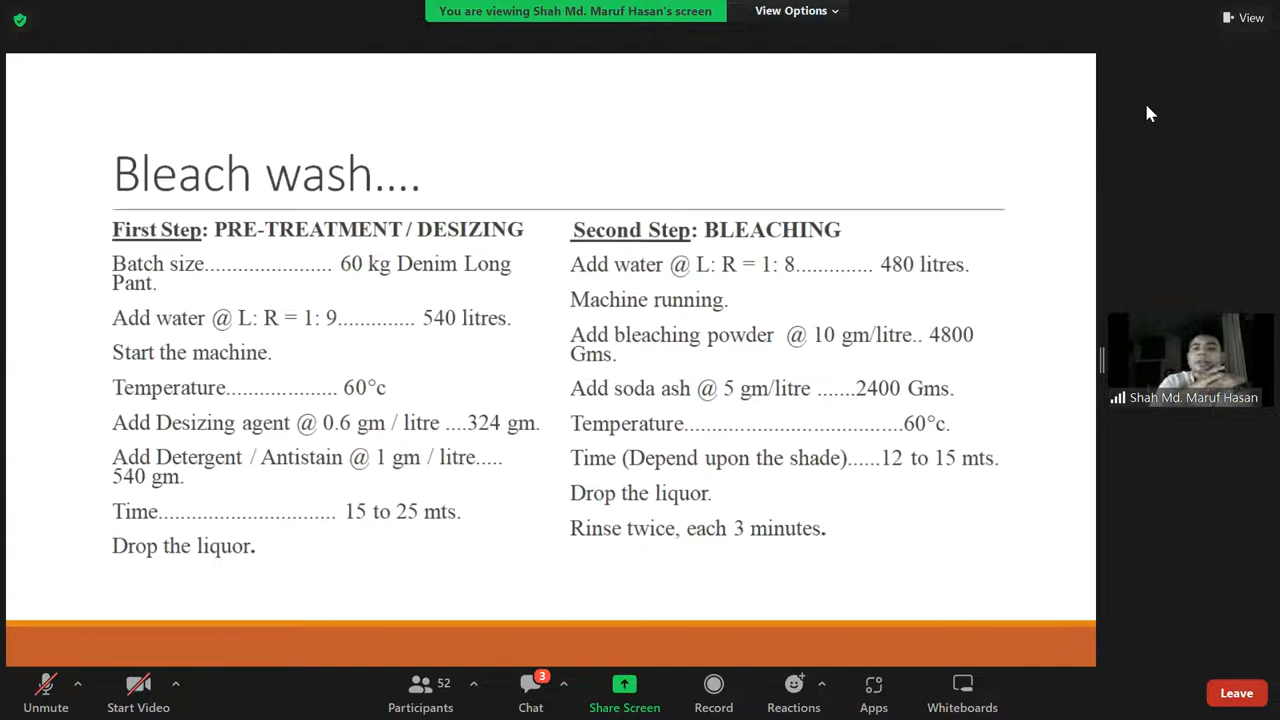 You are viewing Shah Md. Maruf Hasan's screen
View Options
View
Bleach wash....
First Step: PRE-TREATMENT / DESIZING
Batch size....................... 60 kg Denim Long
Pant.
Add water @ L: R = 1: 9.............. 540 litres.
Start the machine.
Temperature.................... 60°c
Add Desizing agent @ 0.6 gm / litre ....324 gm.
Add Detergent / Antistain @ 1 gm / litre.....
540 gm.
Time................................ 15 to 25 mts.
Drop the liquor.
Second Step: BLEACHING
Add water @ L: R = 1: 8.............. 480 litres.
Machine running.
Add bleaching powder @ 10 gm/litre.. 4800
Gms.
Add soda ash @ 5 gm/litre .......2400 Gms.
Temperature.......................................60°c.
Time (Depend upon the shade)......12 to 15 mts.
Drop the liquor.
Rinse twice, each 3 minutes.
Shah Md. Maruf Hasan
Unmute
Start Video
52
Participants
3
Chat
Share Screen
Record
Reactions
Apps
Whiteboards
Leave